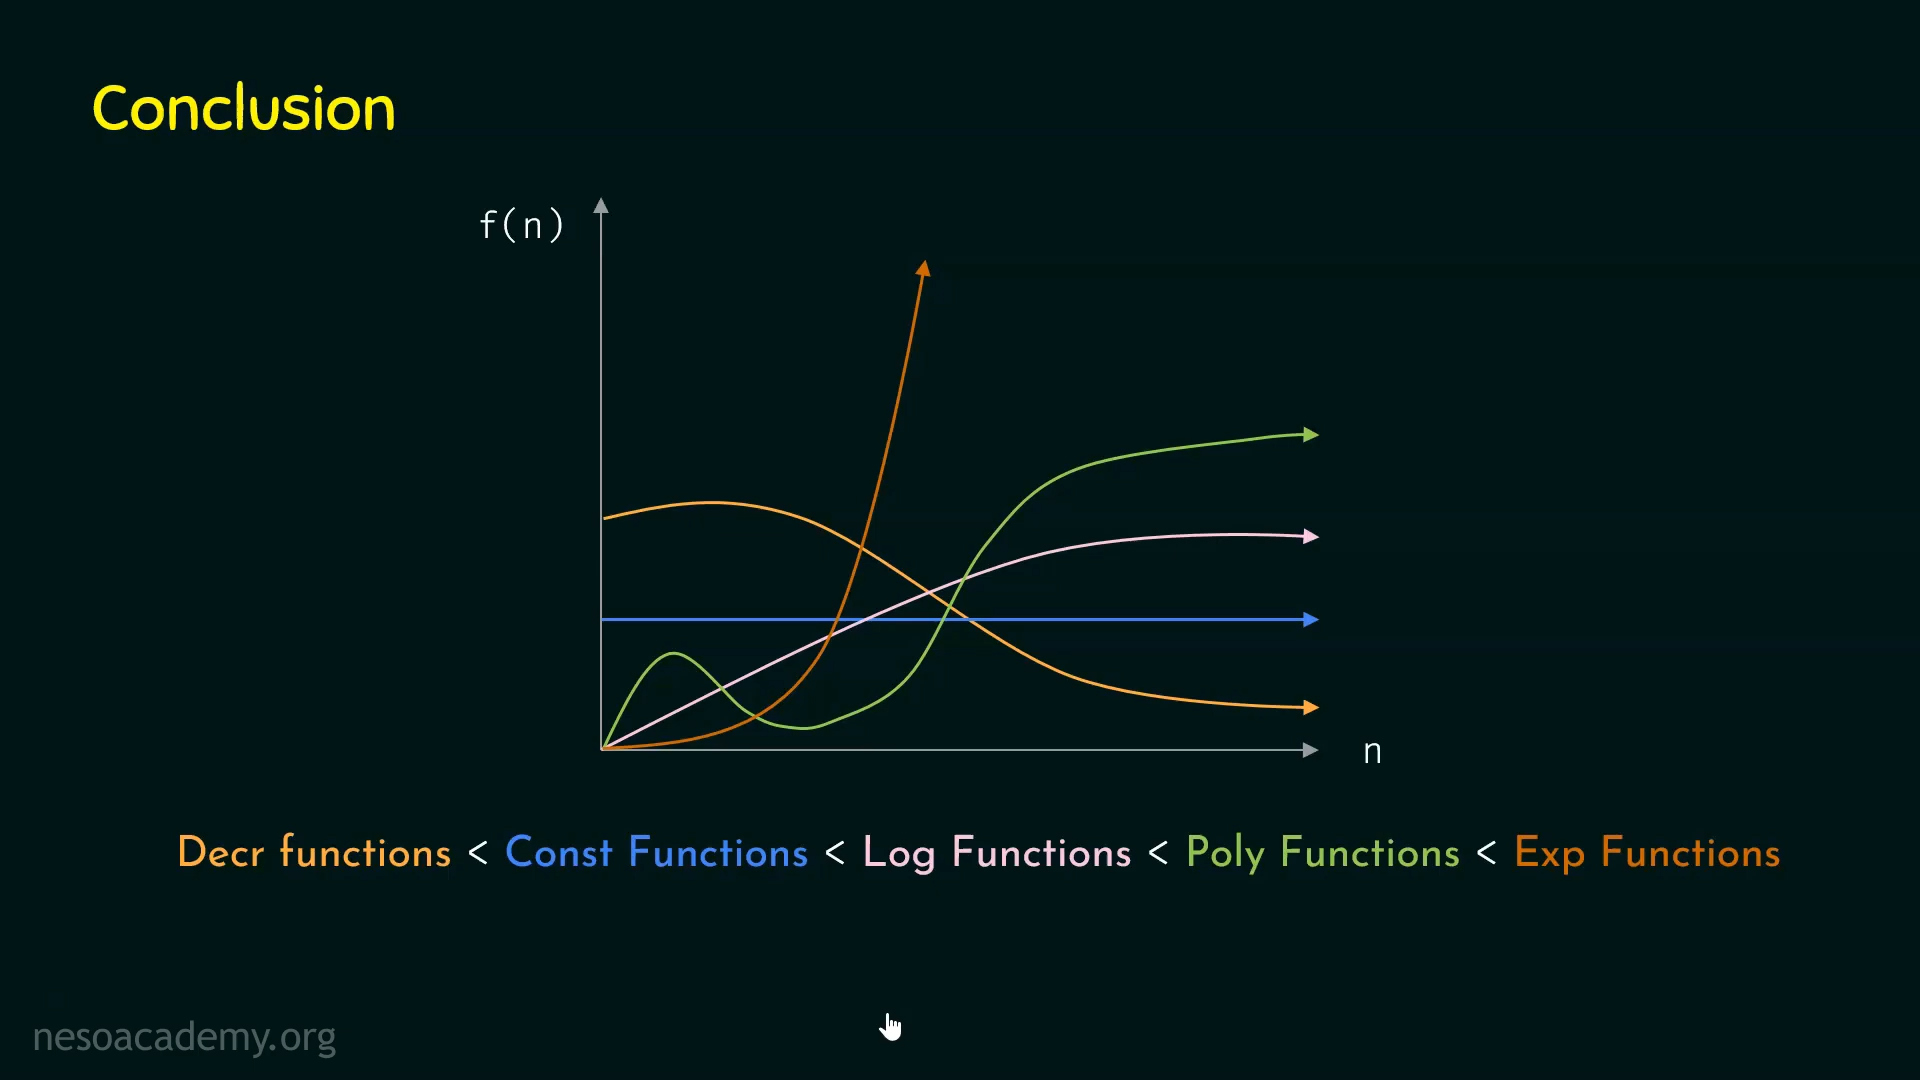 Conclusion
f(n)
n
Decr functions < Const Functions < Log Functions < Poly Functions < Exp Functions
nesoacademy.org